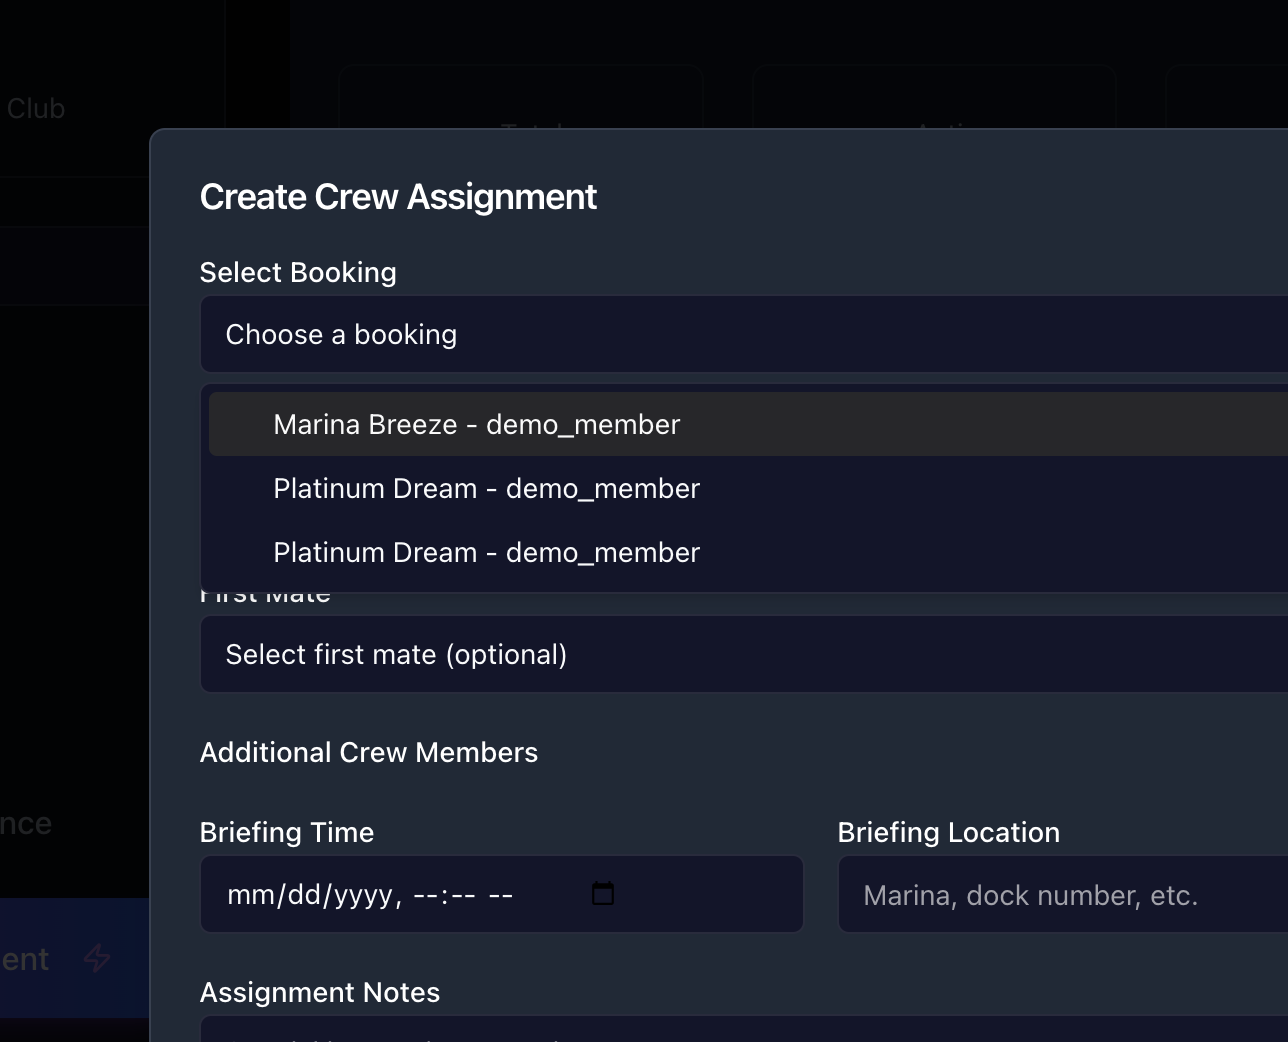 Club
Create Crew Assignment
Select Booking
Choose a booking
Marina Breeze - demo_member
Platinum Dream - demo_member
Platinum Dream - demo_member
First Mate
Select first mate (optional)
Additional Crew Members
nce
Briefing Time
Briefing Location
mm/dd/yyyy, --:-- --
Marina, dock number, etc.
ent
Assignment Notes